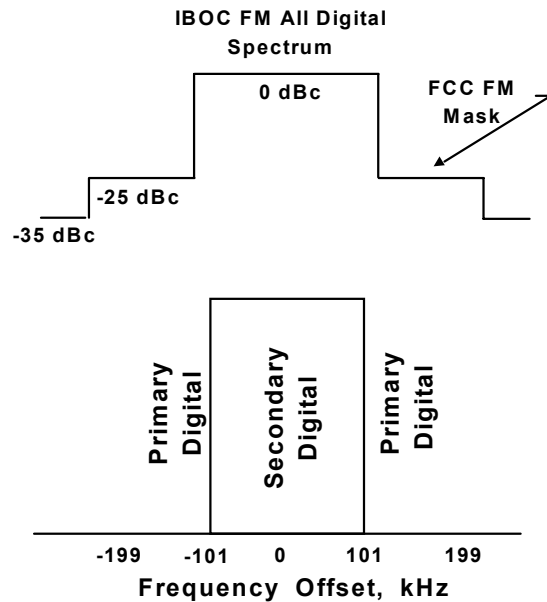 IBOC FM All Digital
Spectrum
0 dBc
FCC FM
Mask
-25 dBc
-35 dBc
Primary
Digital
Secondary
Digital
Primary
Digital
-199 -101 0 101 199
Frequency Offset, kHz